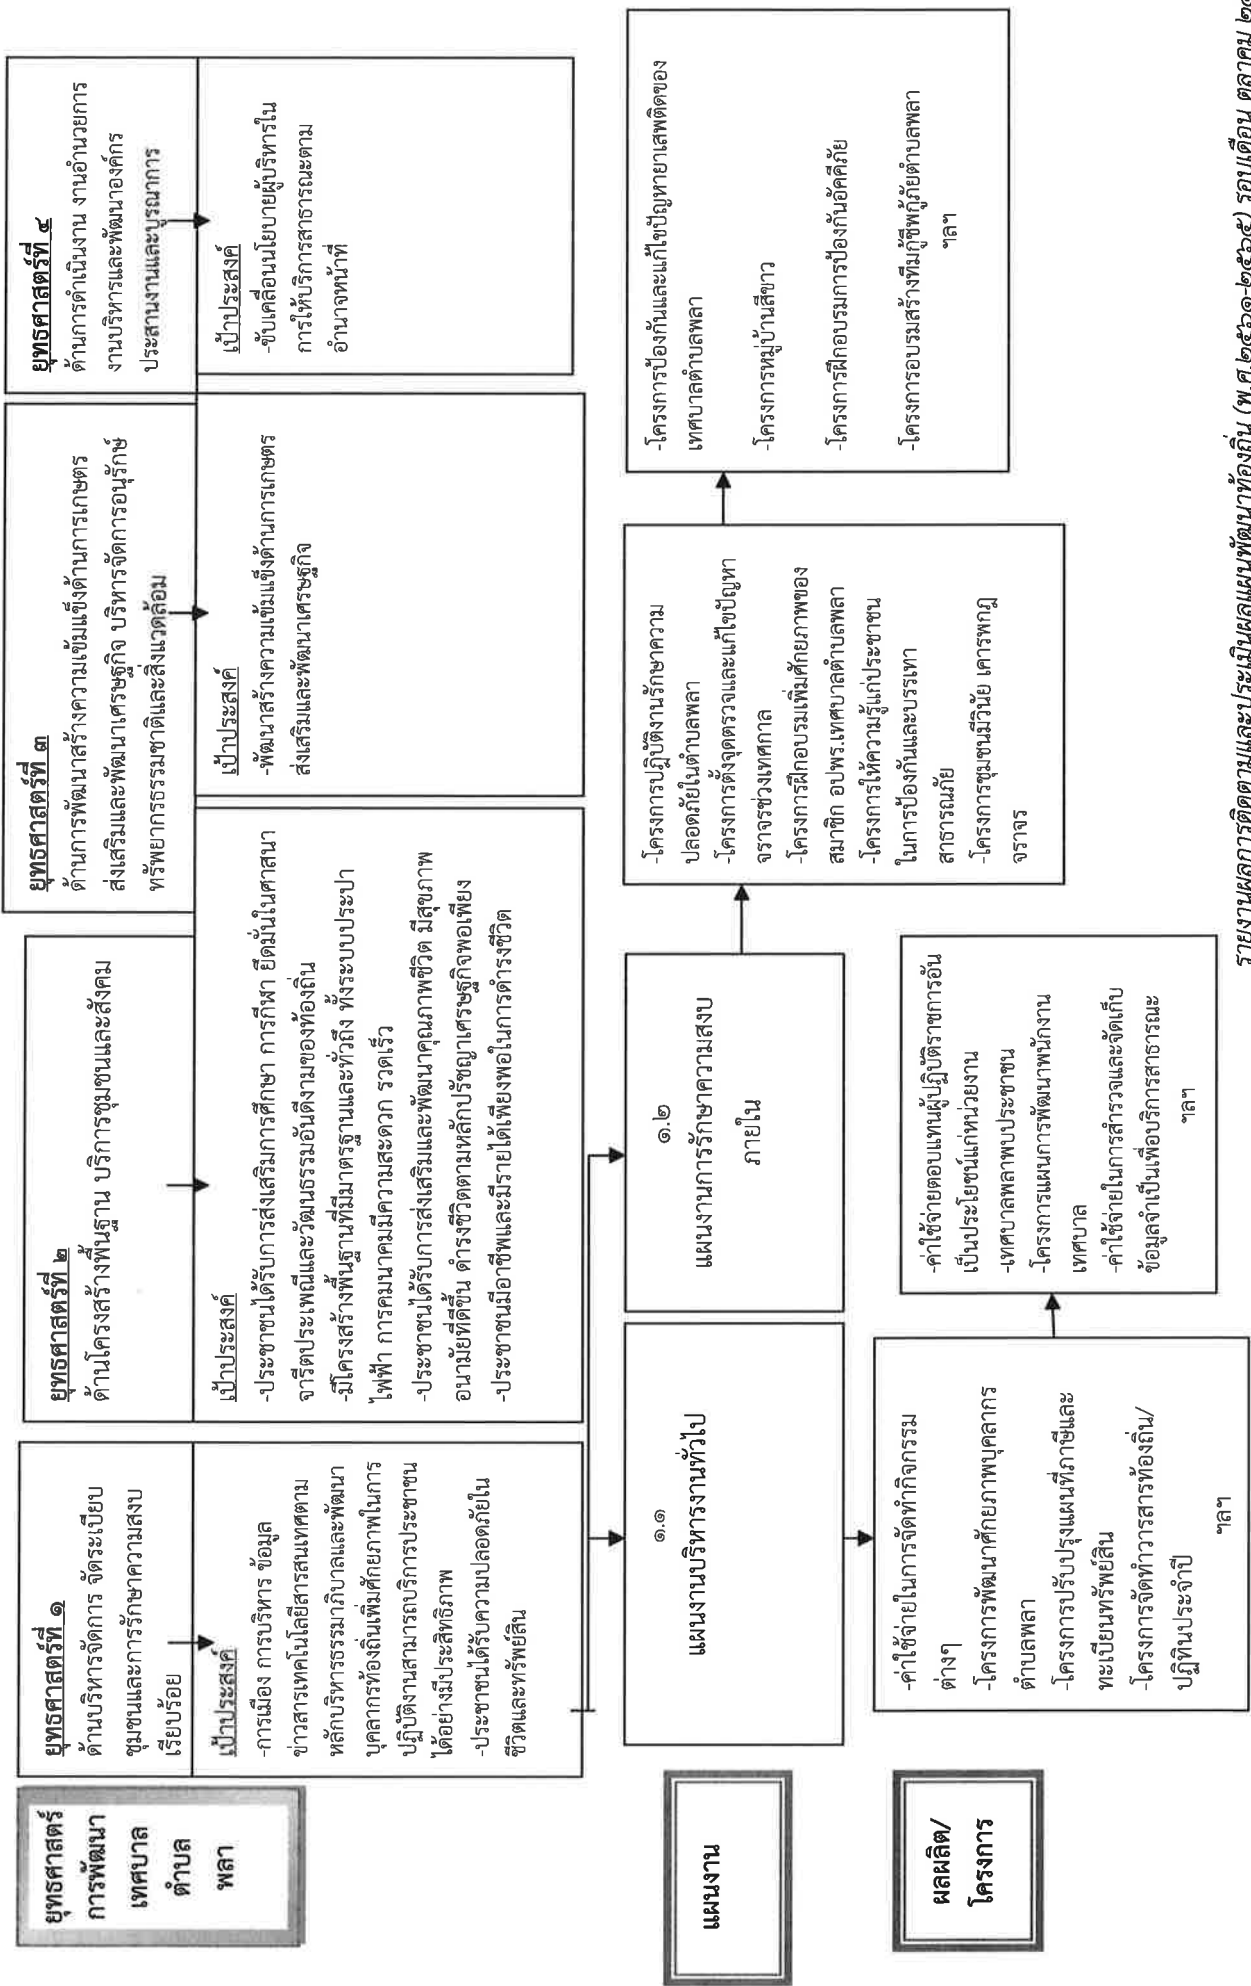 ยุทธศาสตร์
การพัฒนา
เทศบาล
ตำบล
พลา
ยุทธศาสตร์ที่ ๑
ด้านบริหารจัดการ จัดระเบียบ
ชุมชนและการรักษาความสงบ
เรียบร้อย
เป้าประสงค์
-การเมือง การบริหาร ข้อมูล
ข่าวสารเทคโนโลยีสารสนเทศตาม
หลักบริหารธรรมาภิบาลและพัฒนา
บุคลากรท้องถิ่นเพิ่มศักยภาพในการ
ปฏิบัติงานสามารถบริการประชาชน
ได้อย่างมีประสิทธิภาพ
-ประชาชนได้รับความปลอดภัยใน
ชีวิตและทรัพย์สิน
ยุทธศาสตร์ที่ ๒
ด้านโครงสร้างพื้นฐาน บริการชุมชนและสังคม
เป้าประสงค์
-ประชาชนได้รับการส่งเสริมการศึกษา การกีฬา ยึดมั่นในศาสนา
จารีตประเพณีและวัฒนธรรมอันดีงามของท้องถิ่น
-มีโครงสร้างพื้นฐานที่มีมาตรฐานและทั่วถึง ทั้งระบบประปา
ไฟฟ้า การคมนาคมมีความสะดวก รวดเร็ว
-ประชาชนได้รับการส่งเสริมและพัฒนาคุณภาพชีวิต มีสุขภาพ
อนามัยที่ดีขึ้น ดำรงชีวิตตามหลักปรัชญาเศรษฐกิจพอเพียง
-ประชาชนมีอาชีพและมีรายได้เพียงพอในการดำรงชีวิต
ยุทธศาสตร์ที่ ๓
ด้านการพัฒนาสร้างความเข้มแข็งด้านการเกษตร
ส่งเสริมและพัฒนาเศรษฐกิจ บริหารจัดการอนุรักษ์
ทรัพยากรธรรมชาติและสิ่งแวดล้อม
เป้าประสงค์
-พัฒนาสร้างความเข้มแข็งด้านการเกษตร
ส่งเสริมและพัฒนาเศรษฐกิจ
ยุทธศาสตร์ที่ ๔
ด้านการดำเนินงาน งานอำนวยการ
งานบริหารและพัฒนาองค์กร
ประสานงานและบูรณาการ
เป้าประสงค์
-ขับเคลื่อนนโยบายผู้บริหารใน
การให้บริการสาธารณะตาม
อำนาจหน้าที่
แผนงาน
๑.๑
แผนงานบริหารงานทั่วไป
๑.๒
แผนงานการรักษาความสงบ
ภายใน
-โครงการปฏิบัติงานรักษาความ
ปลอดภัยในตำบลพลา
-โครงการตั้งจุดตรวจและแก้ไขปัญหา
จราจรช่วงเทศกาล
-โครงการฝึกอบรมเพิ่มศักยภาพของ
สมาชิก อปพร.เทศบาลตำบลพลา
-โครงการให้ความรู้แก่ประชาชน
ในการป้องกันและบรรเทา
สาธารณภัย
-โครงการชุมชนมีวินัย เคารพกฎ
จราจร
-โครงการป้องกันและแก้ไขปัญหายาเสพติดของ
เทศบาลตำบลพลา
-โครงการหมู่บ้านสีขาว
-โครงการฝึกอบรมการป้องกันอัคคีภัย
-โครงการอบรมสร้างทีมกู้ชีพกู้ภัยตำบลพลา
ฯลฯ
ผลผลิต/
โครงการ
-ค่าใช้จ่ายในการจัดทำกิจกรรม
ต่างๆ
-โครงการพัฒนาศักยภาพบุคลากร
ตำบลพลา
-โครงการปรับปรุงแผนที่ภาษีและ
ทะเบียนทรัพย์สิน
-โครงการจัดทำวารสารท้องถิ่น/
ปฏิทินประจำปี
ฯลฯ
-ค่าใช้จ่ายตอบแทนผู้ปฏิบัติราชการอัน
เป็นประโยชน์แก่หน่วยงาน
-เทศบาลพลาพบประชาชน
-โครงการแผนการพัฒนาพนักงาน
เทศบาล
-ค่าใช้จ่ายในการสำรวจและจัดเก็บ
ข้อมูลจำเป็นเพื่อบริการสาธารณะ
ฯลฯ
รายงานผลการติดตามและประเมินผลแผนพัฒนาท้องถิ่น (พ.ศ.๒๕๖๑-๒๕๖๕) รอบเดือน ตุลาคม